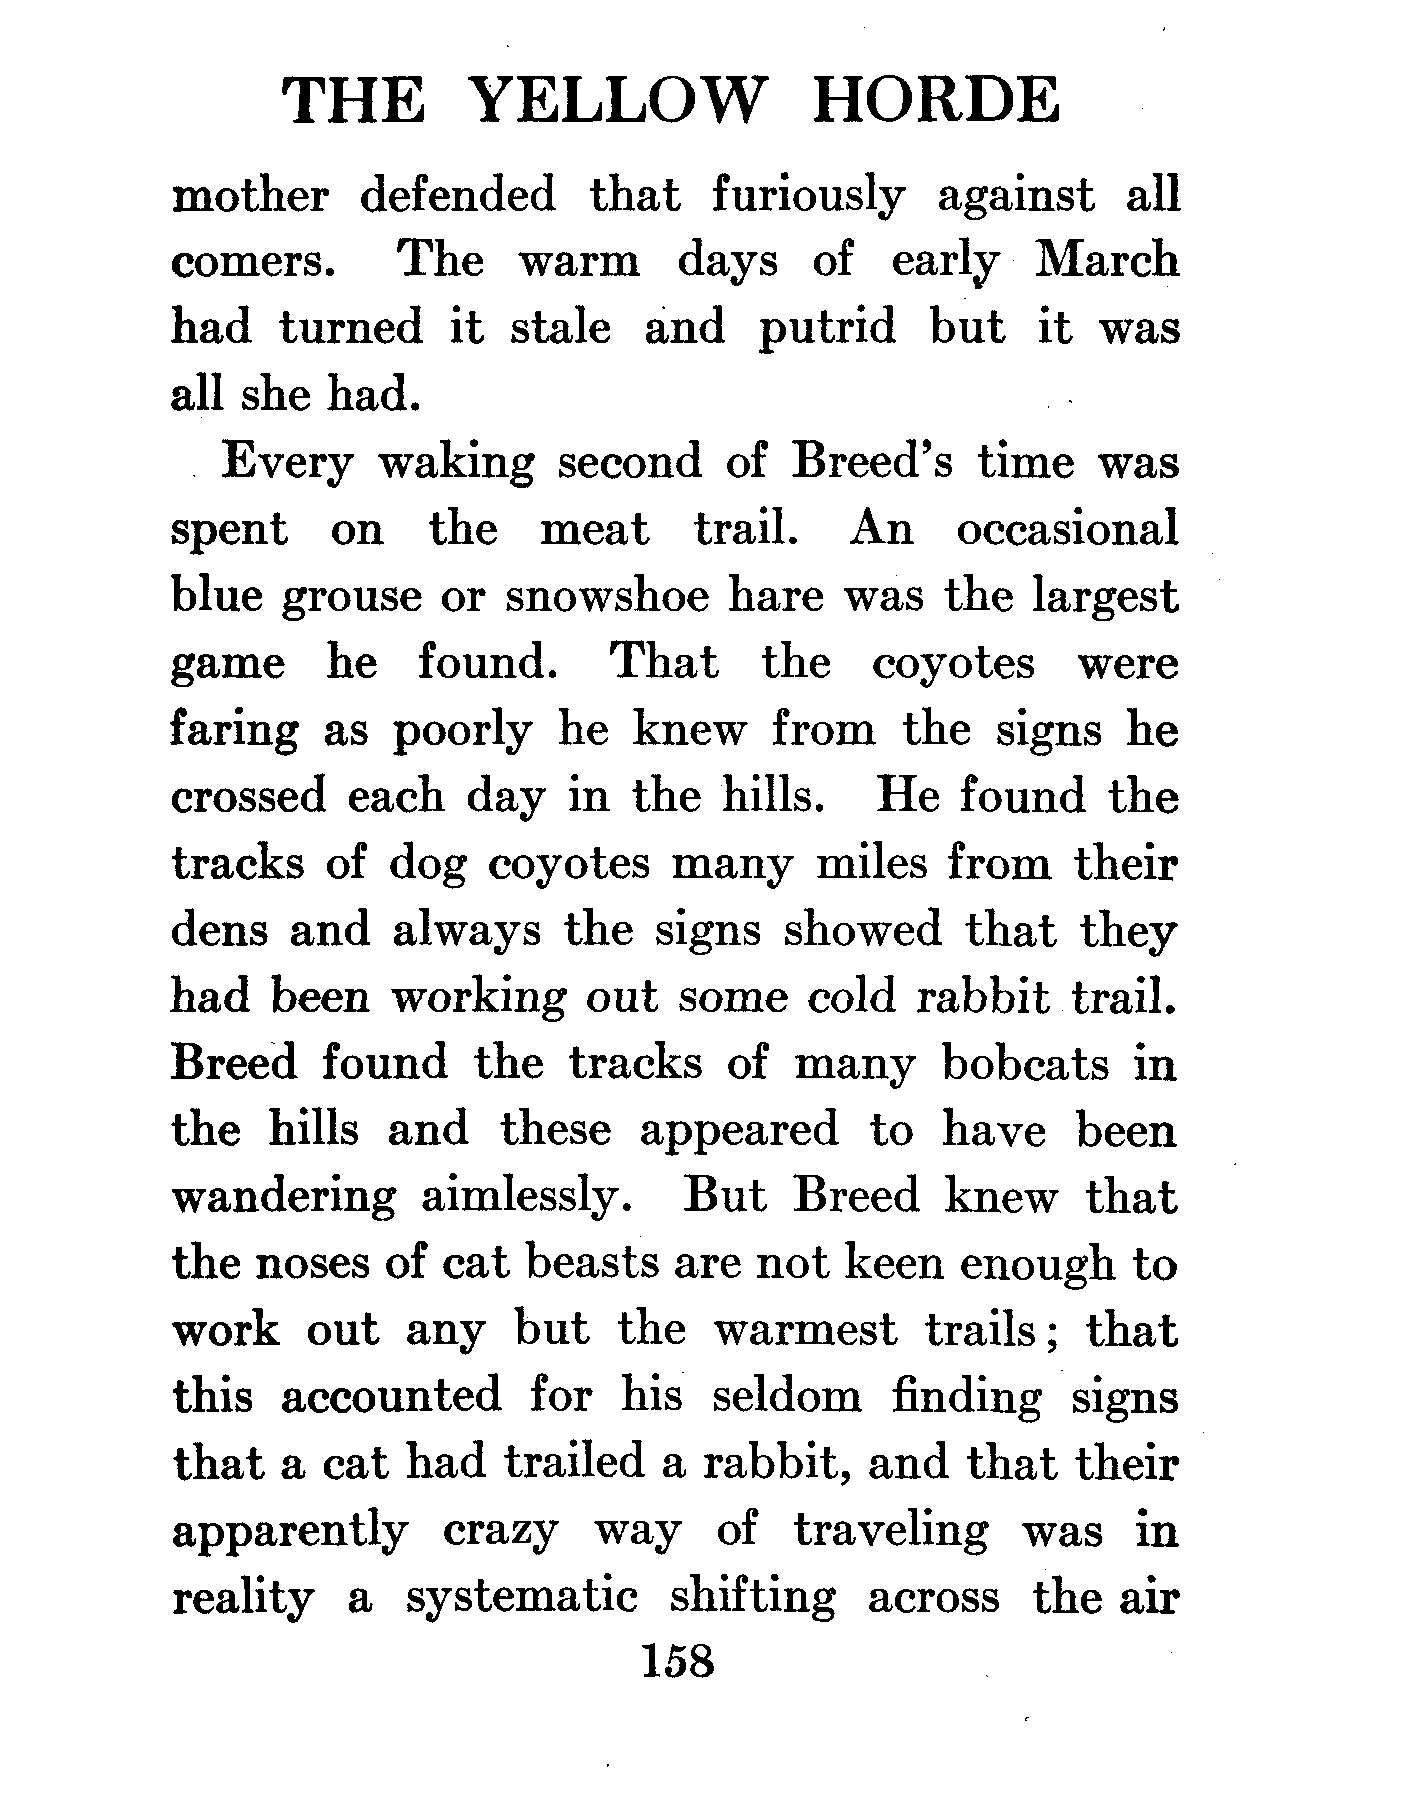 THE YELLOW HORDE
mother defended that furiously against all
comers. The warm days of early March
had turned it stale and putrid but it was
all she had.
Every waking second of Breed's time was
spent on the meat trail. An occasional
blue grouse or snowshoe hare was the largest
game he found. That the coyotes were
faring as poorly he knew from the signs he
crossed each day in the hills. He found the
tracks of dog coyotes many miles from their
dens and always the signs showed that they
had been working out some cold rabbit trail.
Breed found the tracks of many bobcats in
the hills and these appeared to have been
wandering aimlessly. But Breed knew that
the noses of cat beasts are not keen enough to
work out any but the warmest trails; that
this accounted for his seldom finding signs
that a cat had trailed a rabbit, and that their
apparently crazy way of traveling was in
reality a systematic shifting across the air
158